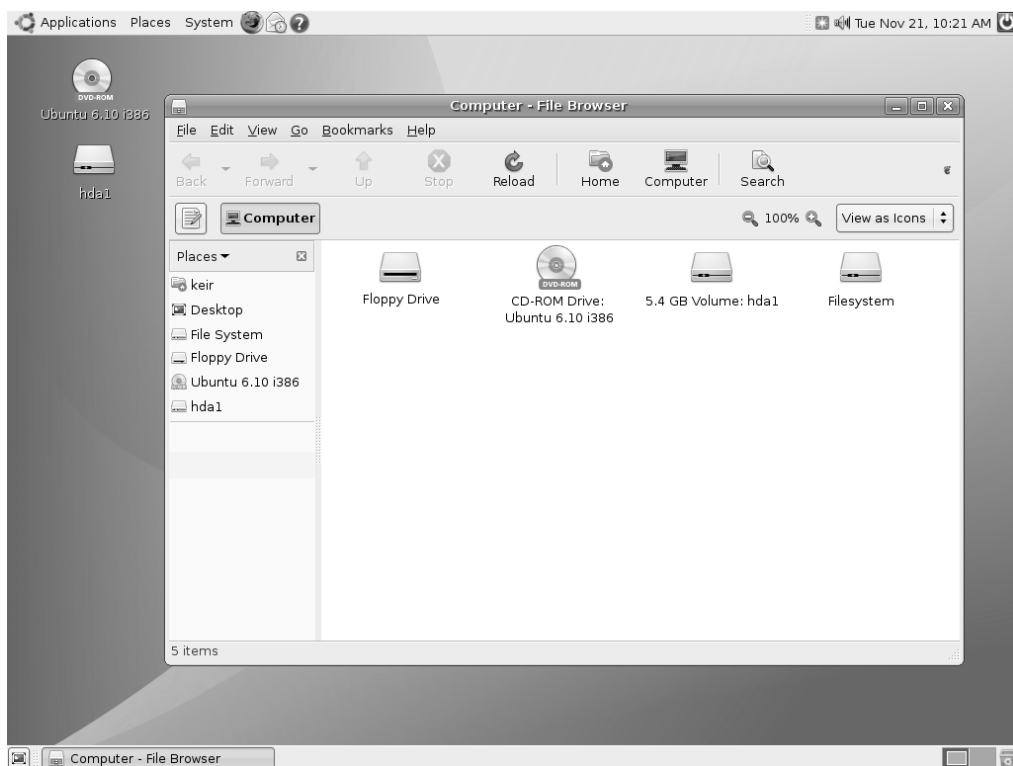 Applications Places System Tue Nov 21, 10:21 AM
DVD-ROM
Ubuntu 6.10 i386
hda1
Computer - File Browser
File Edit View Go Bookmarks Help
Back Forward Up Stop Reload Home Computer Search
Computer 100% View as Icons
Places
keir
Desktop
File System
Floppy Drive
Ubuntu 6.10 i386
hda1
Floppy Drive
DVD-ROM
CD-ROM Drive:
Ubuntu 6.10 i386
5.4 GB Volume: hda1
Filesystem
5 items
Computer - File Browser